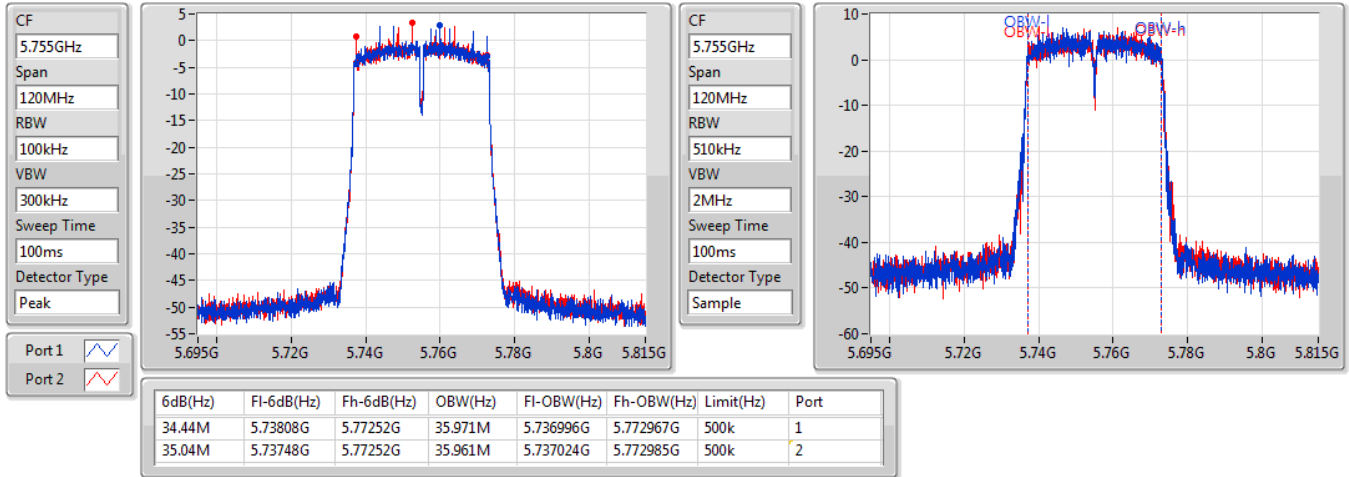 CF
5.755GHz
Span
120MHz
RBW
100kHz
VBW
300kHz
Sweep Time
100ms
Detector Type
Peak
Port 1
Port 2
5-
0-
-5-
-10-
-15-
-20-
-25-
-30-
-35-
-40-
-45-
-50-
-55-
5.695G 5.72G 5.74G 5.76G 5.78G 5.8G 5.815G
CF
5.755GHz
Span
120MHz
RBW
510kHz
VBW
2MHz
Sweep Time
100ms
Detector Type
Sample
10-
0-
-10-
-20-
-30-
-40-
-50-
-60-
OBW-l
OBW-h
5.695G 5.72G 5.74G 5.76G 5.78G 5.8G 5.815G
6dB(Hz) Fl-6dB(Hz) Fh-6dB(Hz) OBW(Hz) Fl-OBW(Hz) Fh-OBW(Hz) Limit(Hz) Port
34.44M 5.73808G 5.77252G 35.971M 5.736996G 5.772967G 500k 1
35.04M 5.73748G 5.77252G 35.961M 5.737024G 5.772985G 500k 2